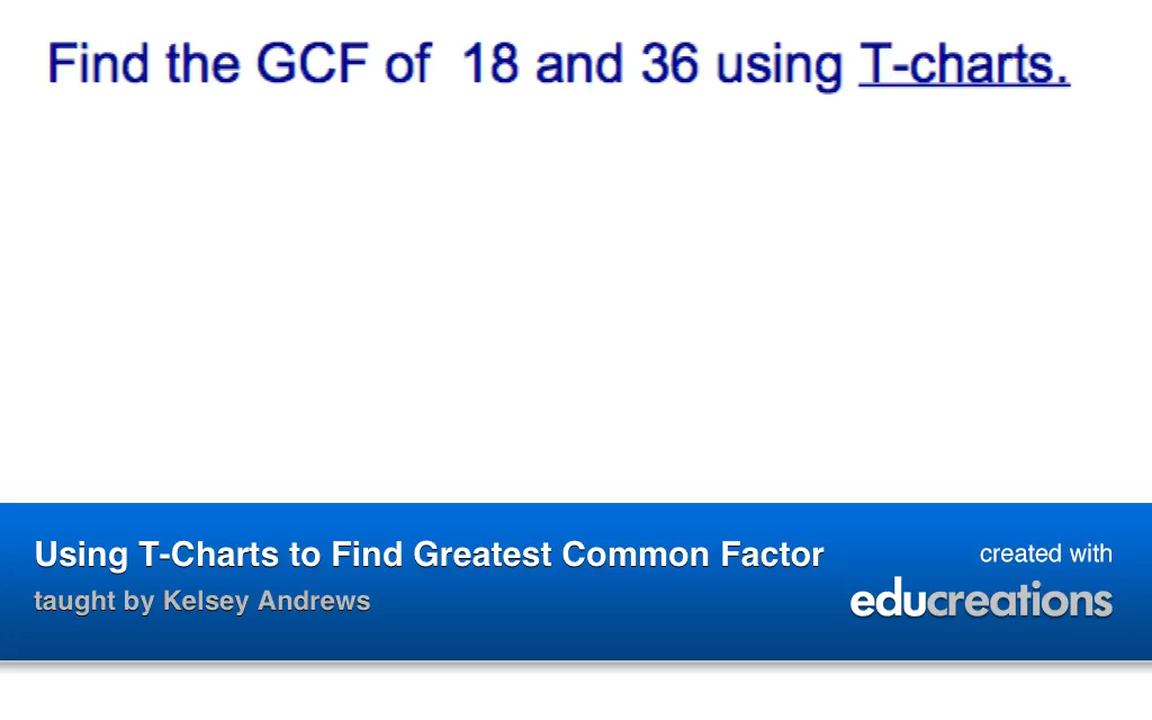 Find the GCF of 18 and 36 using T-charts.
Using T-Charts to Find Greatest Common Factor
taught by Kelsey Andrews
created with
educreations